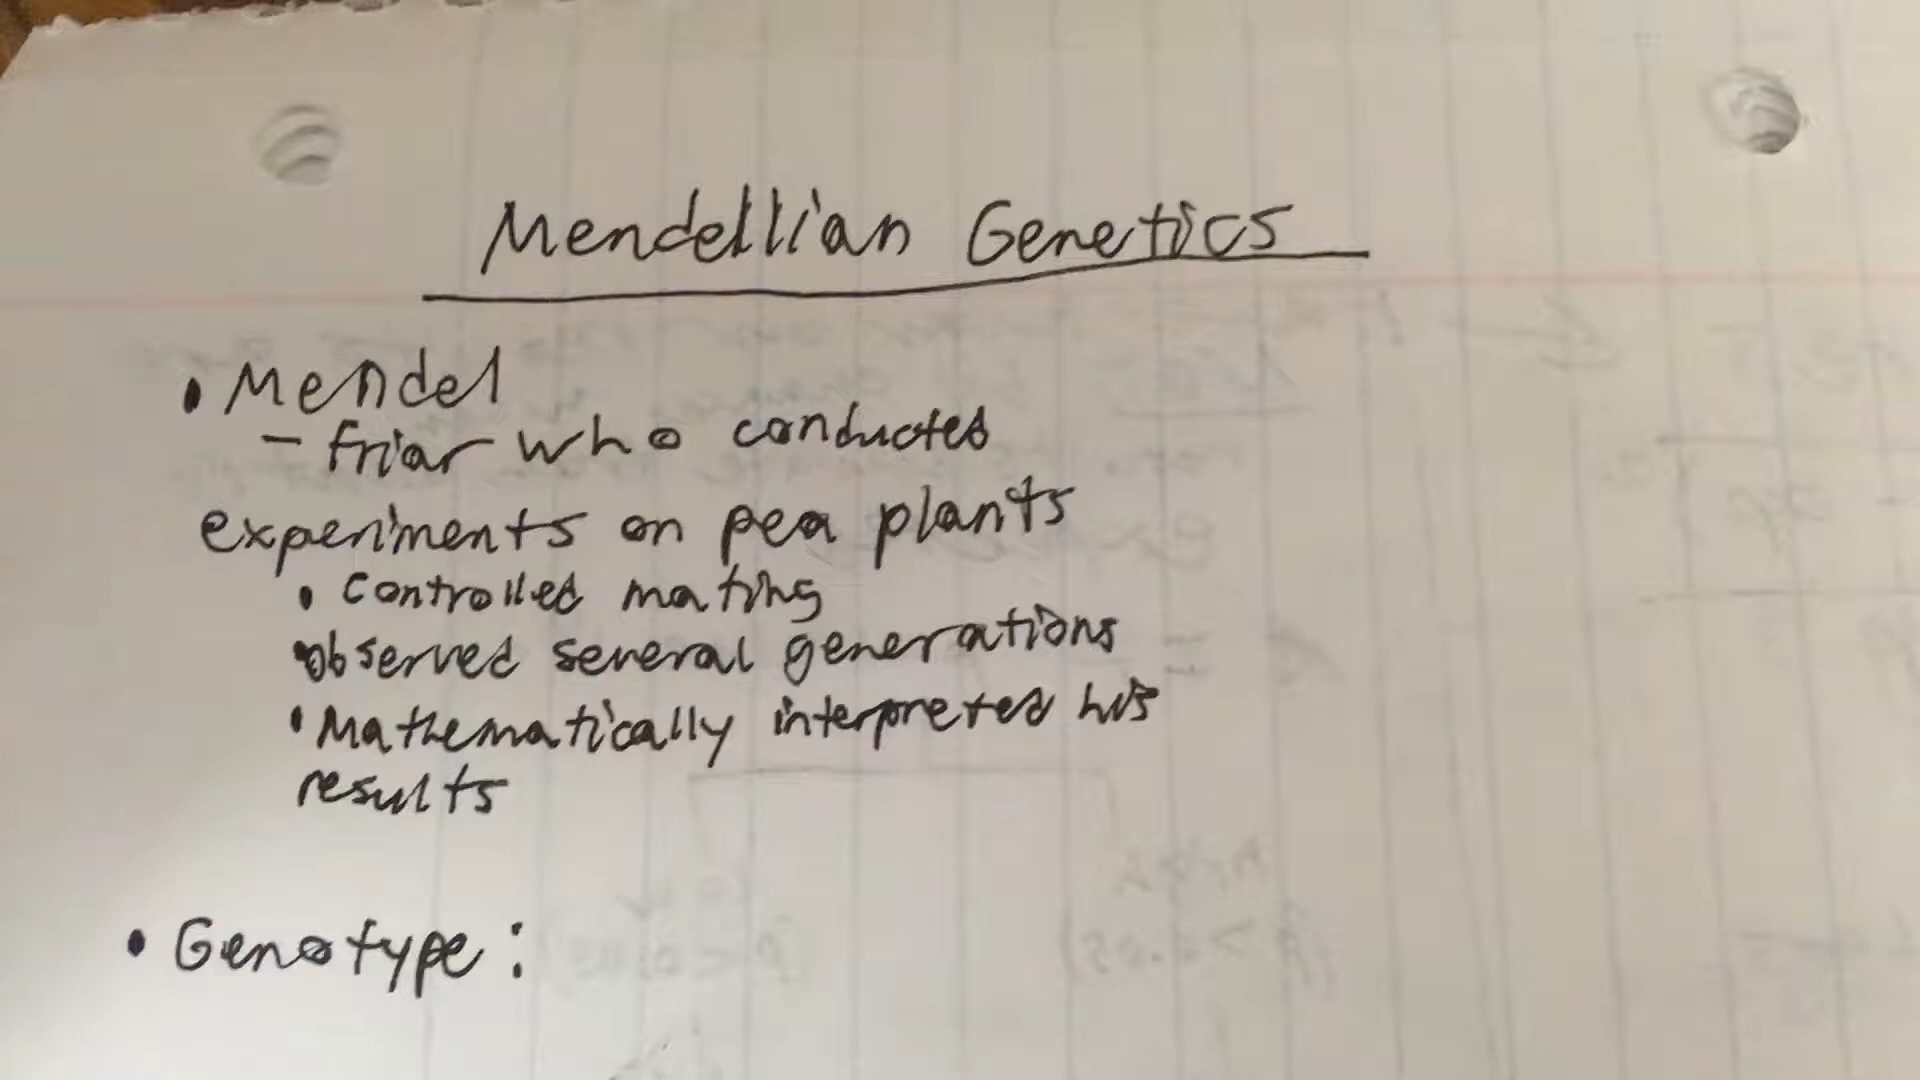 Mendellian Genetics
• Mendel
- friar who conducted
experiments on pea plants
• Controlled mating
•observed several generations
• Mathematically interpreted his
results
• Genotype: